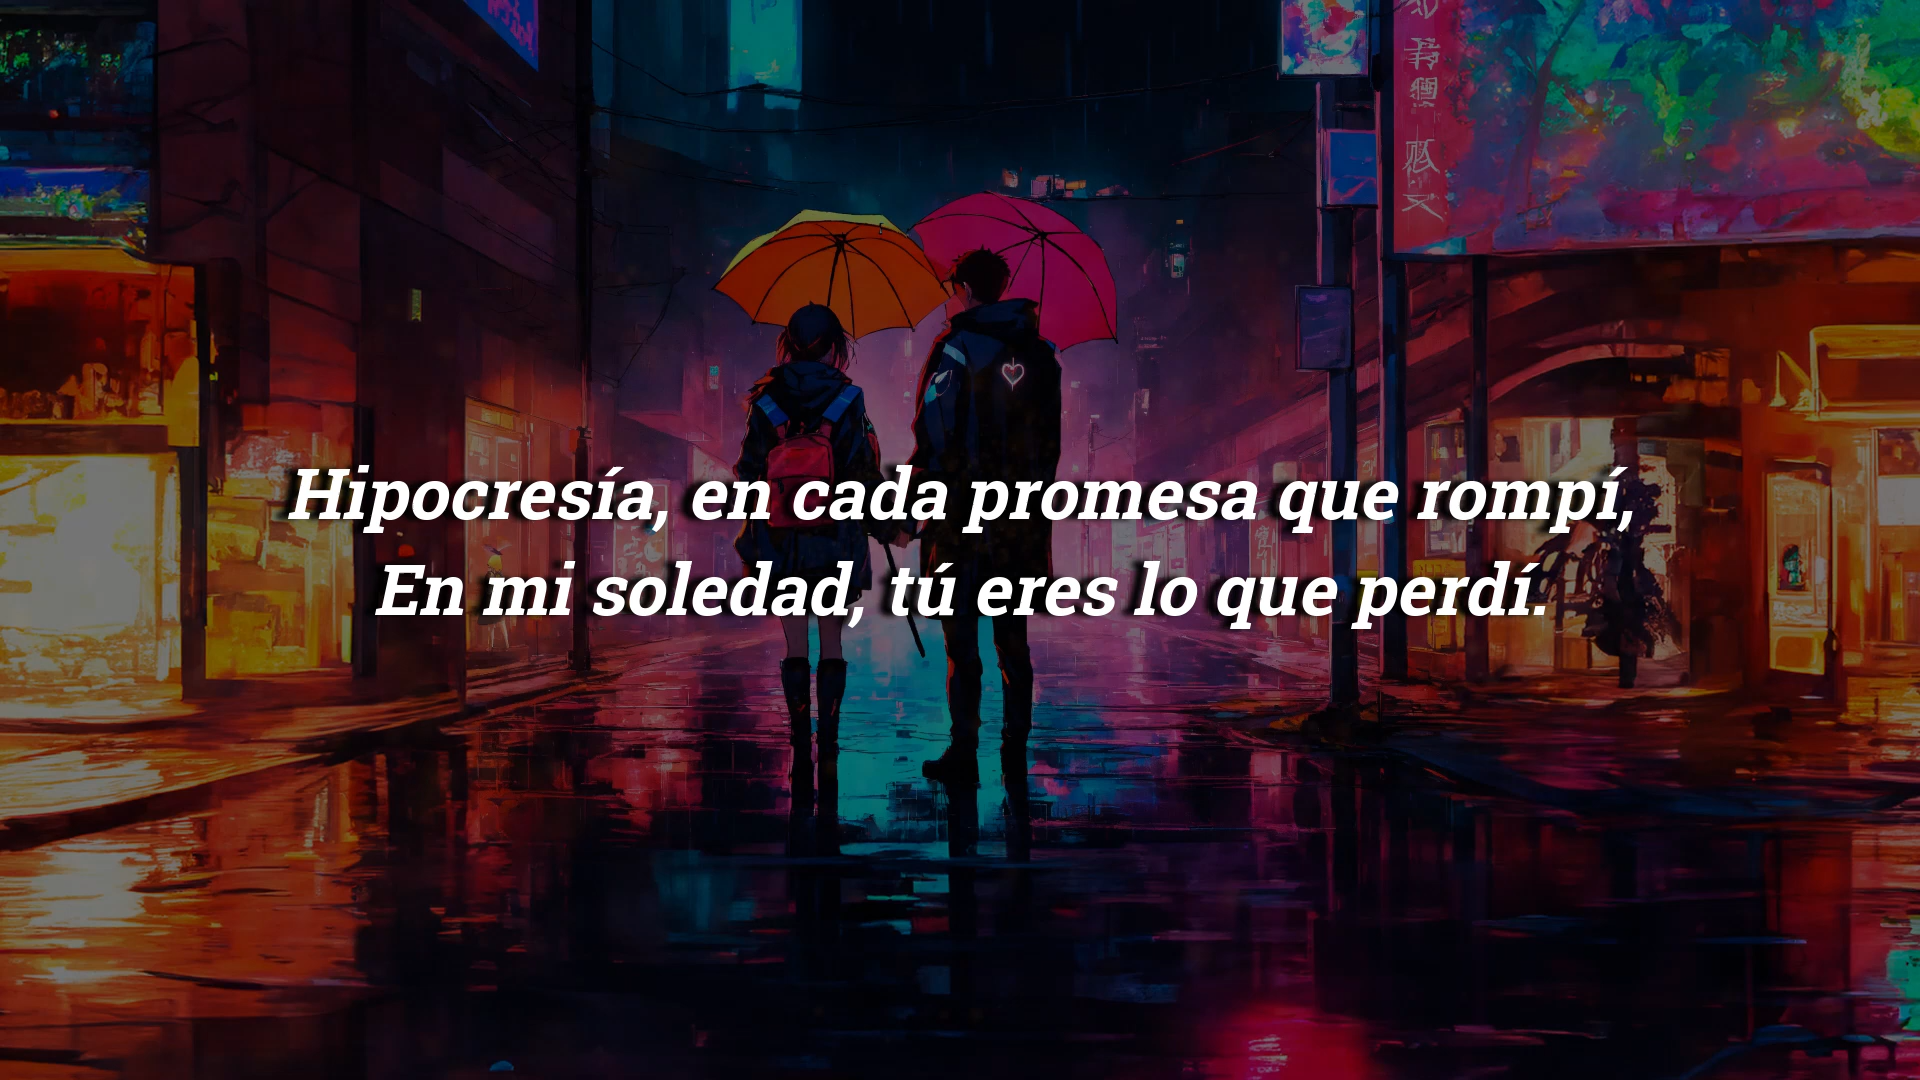 Hipocresía, en cada promesa que rompí,
En mi soledad, tú eres lo que perdí.